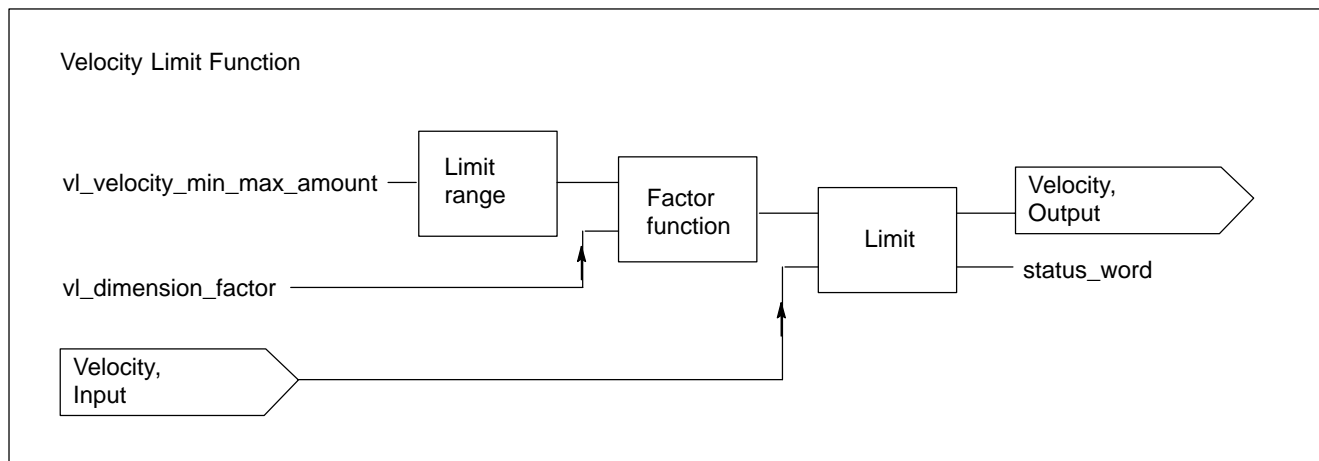 Velocity Limit Function
vl_velocity_min_max_amount
Limit
range
Factor
function
Limit
Velocity,
Output
status_word
vl_dimension_factor
Velocity,
Input